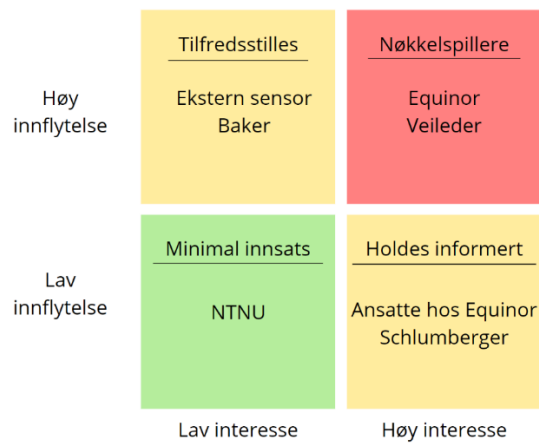 Tilfredsstilles
Ekstern sensor
Baker
Nøkkelspillere
Equinor
Veileder
Høy
innflytelse
Minimal innsats
NTNU
Holdes informert
Ansatte hos Equinor
Schlumberger
Lav
innflytelse
Lav interesse
Høy interesse